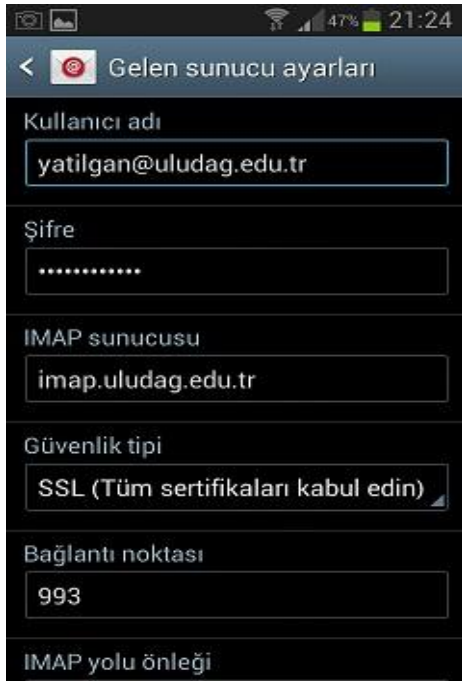 47% 21:24
< Gelen sunucu ayarları
Kullanıcı adı
yatilgan@uludag.edu.tr
Şifre
••••••••••••
IMAP sunucusu
imap.uludag.edu.tr
Güvenlik tipi
SSL (Tüm sertifikaları kabul edin)
Bağlantı noktası
993
IMAP yolu önleği